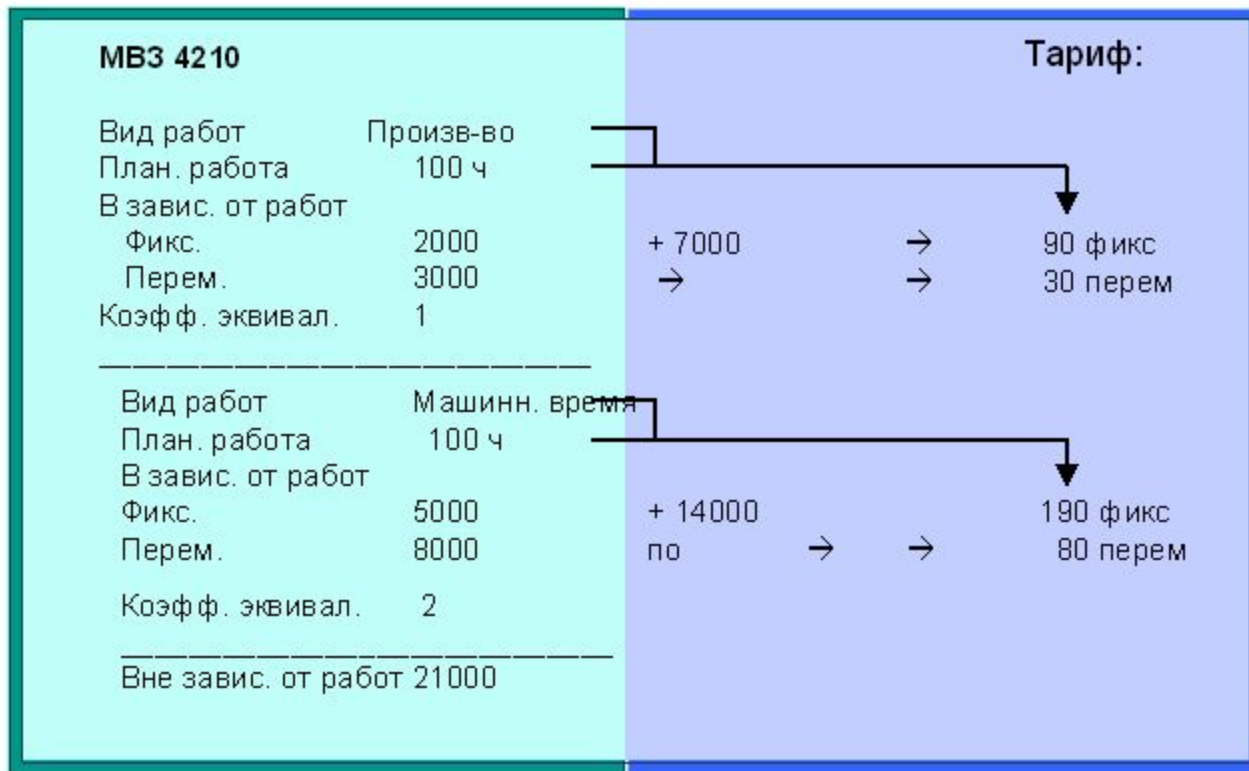 МВЗ 4210 Тариф:
Вид работ Произв-во
План. работа 100 ч
В завис. от работ
Фикс. 2000 + 7000 → 90 фикс
Перем. 3000 → → 30 перем
Коэфф. эквивал. 1
Вид работ Машинн. время
План. работа 100 ч
В завис. от работ
Фикс. 5000 + 14000 190 фикс
Перем. 8000 по → → 80 перем
Коэфф. эквивал. 2
Вне завис. от работ 21000